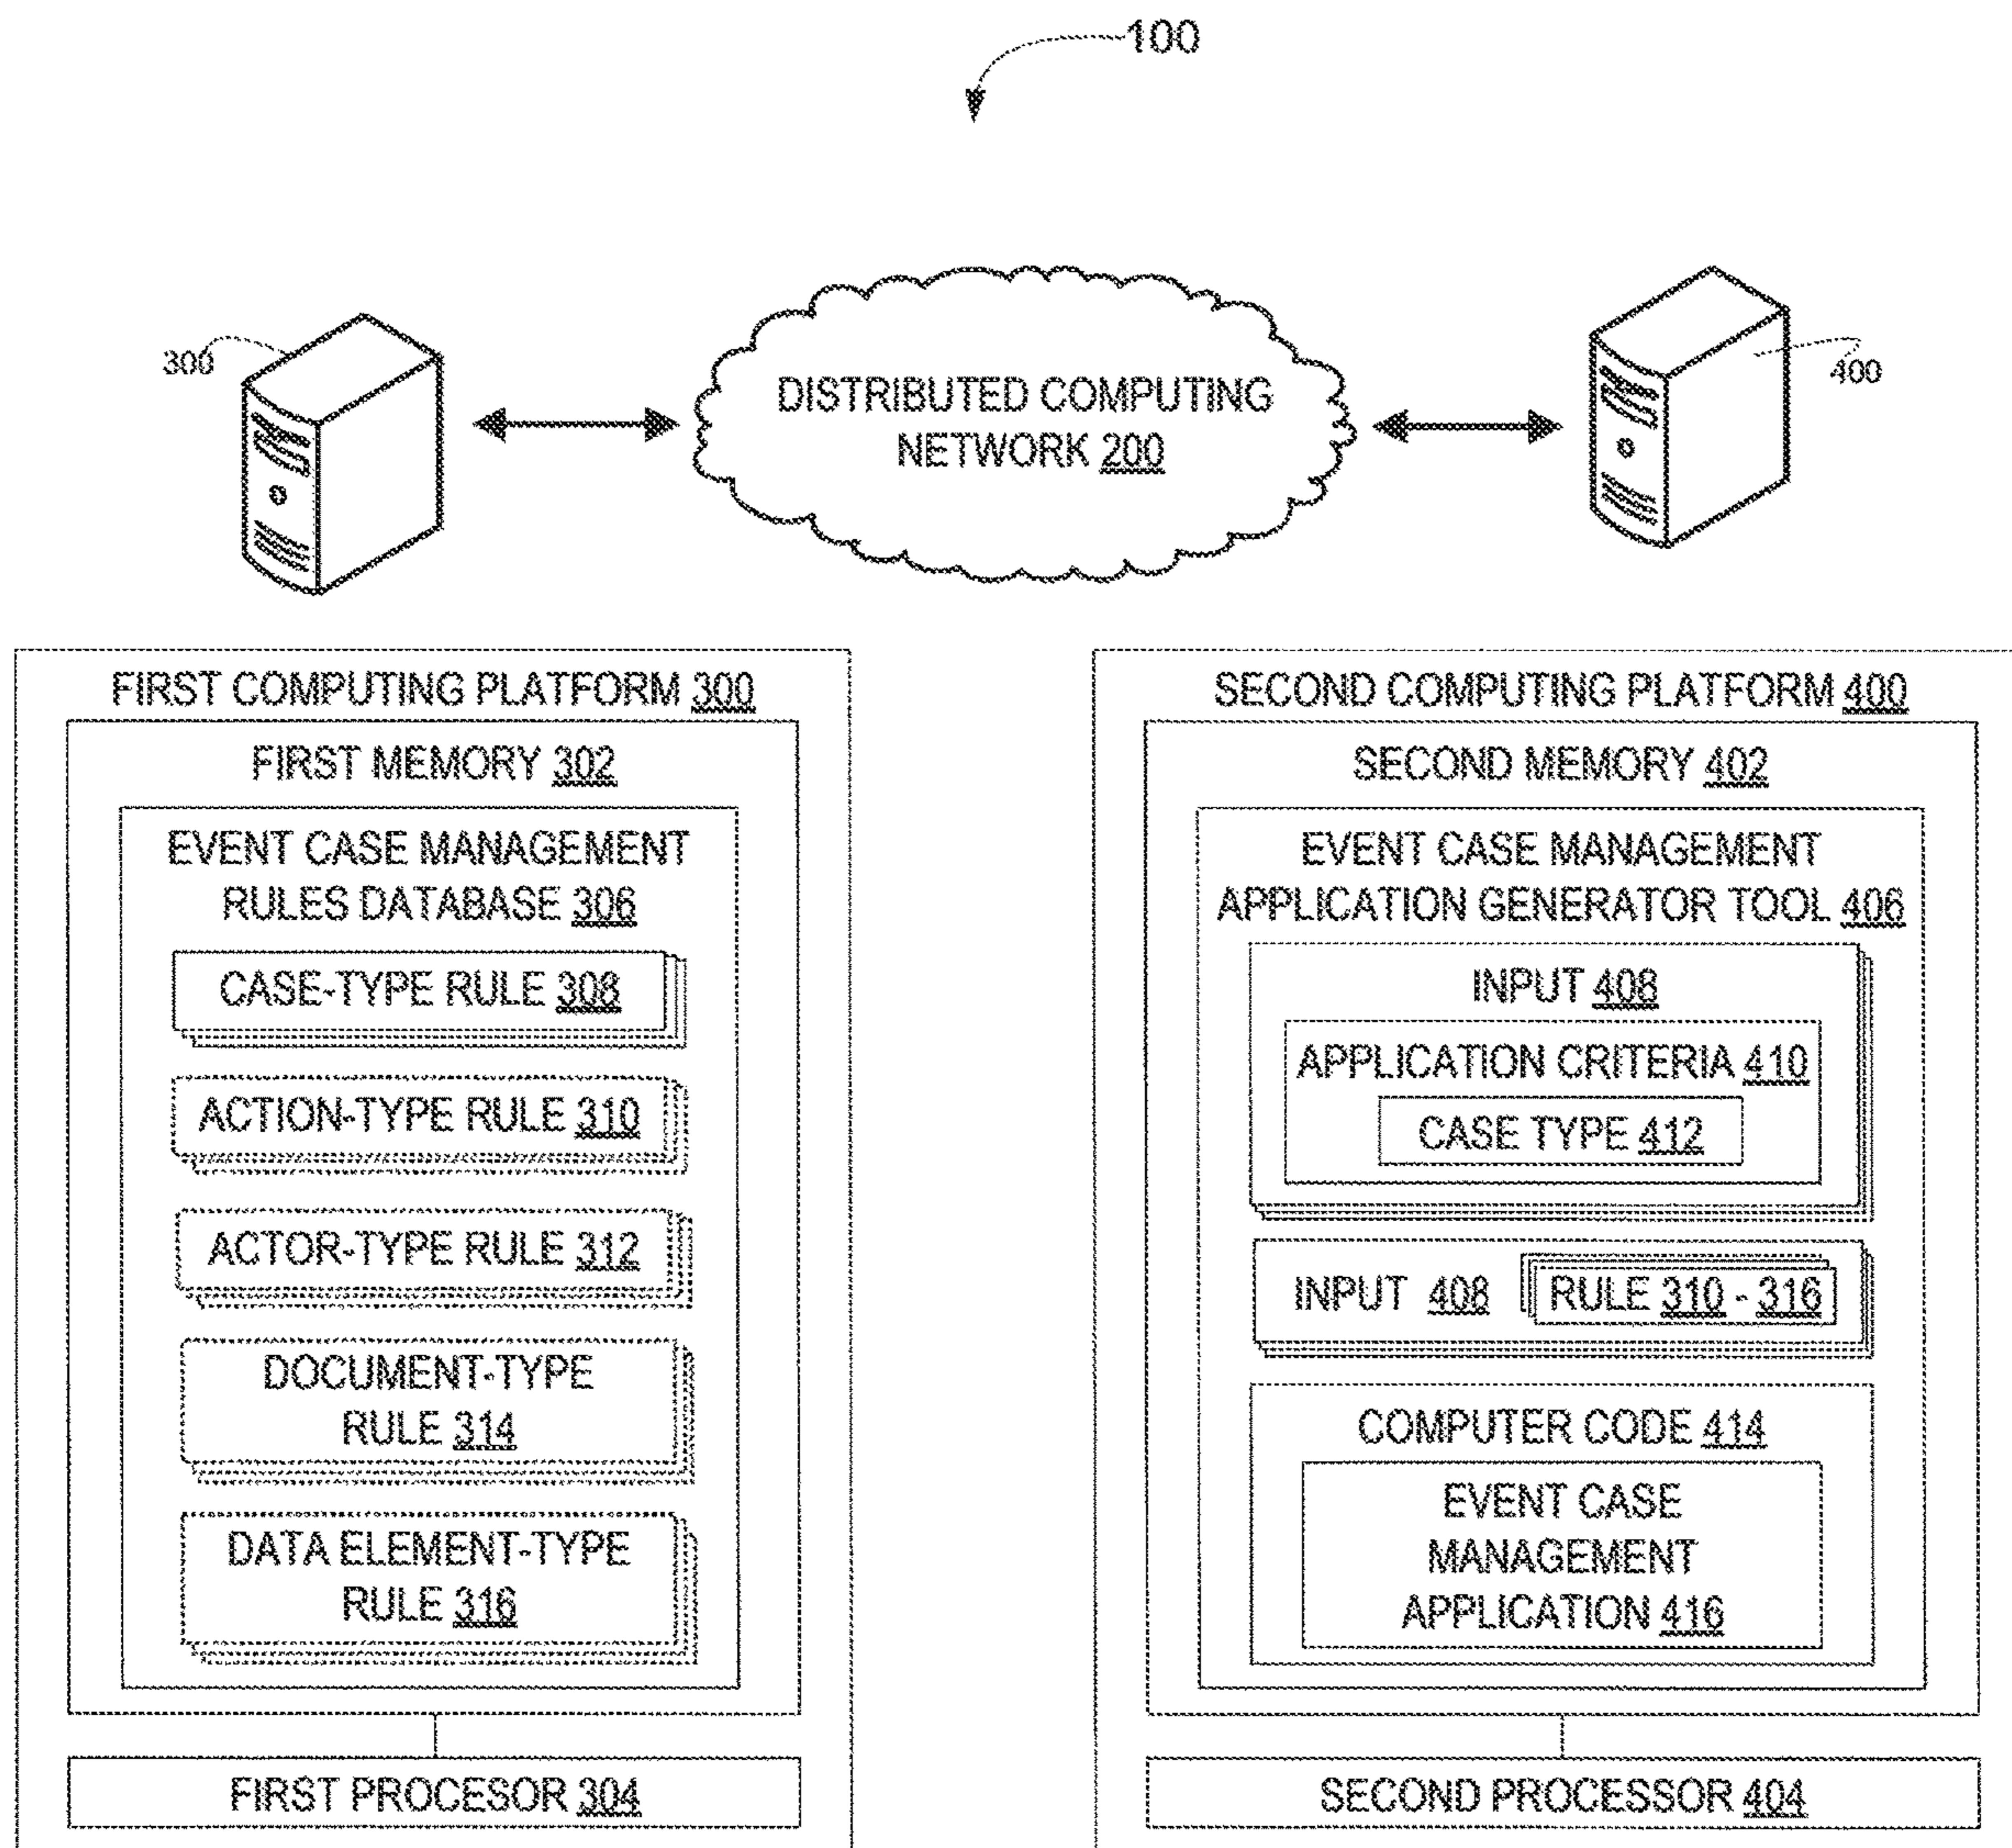 100
300
DISTRIBUTED COMPUTING
NETWORK 200
400
FIRST COMPUTING PLATFORM 300
FIRST MEMORY 302
EVENT CASE MANAGEMENT
RULES DATABASE 306
CASE-TYPE RULE 308
ACTION-TYPE RULE 310
ACTOR-TYPE RULE 312
DOCUMENT-TYPE
RULE 314
DATA ELEMENT-TYPE
RULE 316
FIRST PROCESOR 304
SECOND COMPUTING PLATFORM 400
SECOND MEMORY 402
EVENT CASE MANAGEMENT
APPLICATION GENERATOR TOOL 406
INPUT 408
APPLICATION CRITERIA 410
CASE TYPE 412
INPUT 408 RULE 310 - 316
COMPUTER CODE 414
EVENT CASE
MANAGEMENT
APPLICATION 416
SECOND PROCESSOR 404